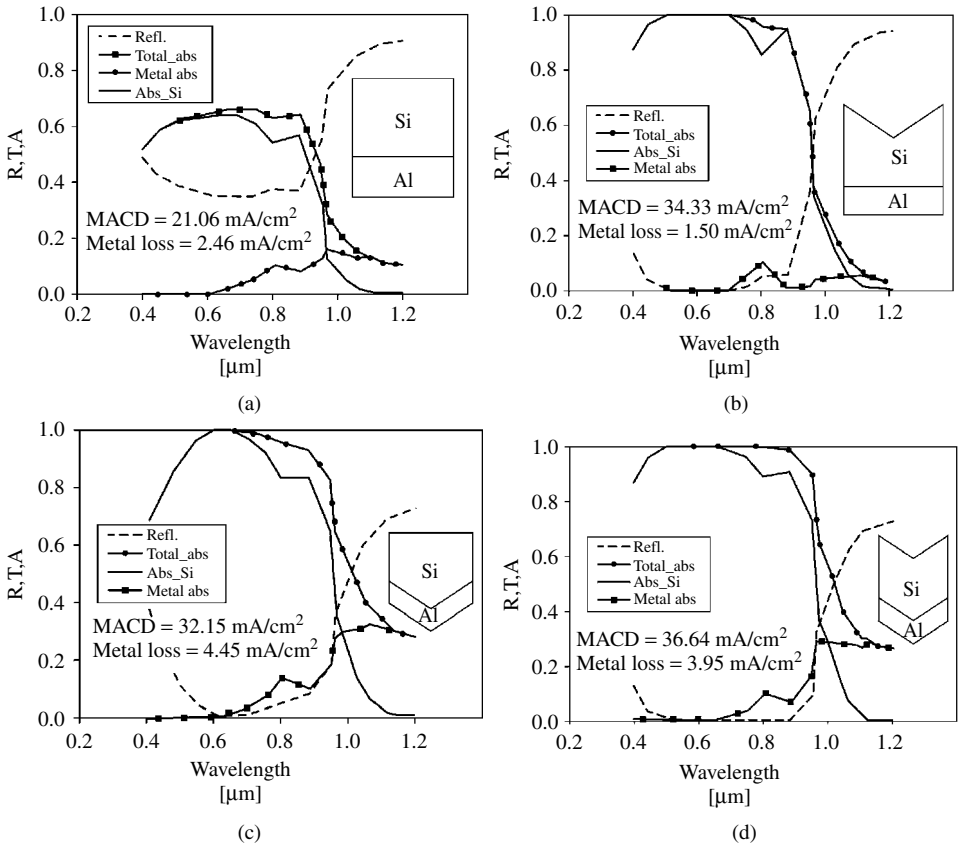 1.0
0.8
0.6
0.4
0.2
0.0
R,T,A
Refl.
Total_abs
Metal abs
Abs_Si
Si
Al
MACD = 21.06 mA/cm²
Metal loss = 2.46 mA/cm²
0.2 0.4 0.6 0.8 1.0 1.2
Wavelength
[μm]
(a)
1.0
0.8
0.6
0.4
0.2
0.0
R,T,A
Refl.
Total_abs
Abs_Si
Metal abs
Si
Al
MACD = 34.33 mA/cm²
Metal loss = 1.50 mA/cm²
0.2 0.4 0.6 0.8 1.0 1.2
Wavelength
[μm]
(b)
1.0
0.8
0.6
0.4
0.2
0.0
R,T,A
Refl.
Total_abs
Abs_Si
Metal abs
Si
Al
MACD = 32.15 mA/cm²
Metal loss = 4.45 mA/cm²
0.2 0.4 0.6 0.8 1.0 1.2
Wavelength
[μm]
(c)
1.0
0.8
0.6
0.4
0.2
0.0
R,T,A
Refl.
Total_abs
Abs_Si
Metal abs
Si
Al
MACD = 36.64 mA/cm²
Metal loss = 3.95 mA/cm²
0.2 0.4 0.6 0.8 1.0 1.2
Wavelength
[μm]
(d)